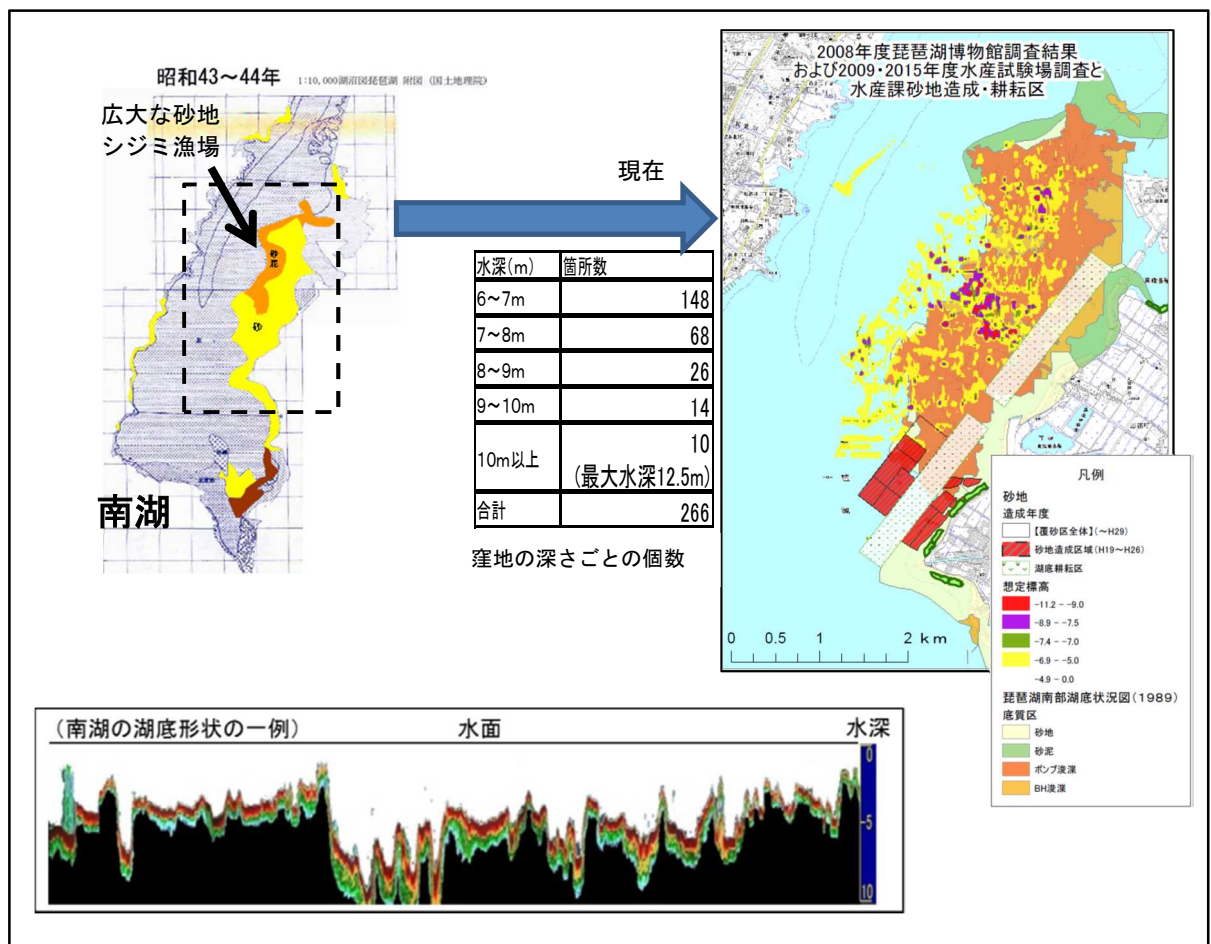 昭和43～44年
1:10,000湖沼図琵琶湖 附図 (国土地理院)
広大な砂地
シジミ漁場
砂泥
砂
南湖
現在
水深(m) 箇所数
6～7m 148
7～8m 68
8～9m 26
9～10m 14
10m以上 10
(最大水深12.5m)
合計 266
窪地の深さごとの個数
2008年度琵琶湖博物館調査結果
および2009・2015年度水産試験場調査と
水産課砂地造成・耕耘区
0 0.5 1 2 km
凡例
砂地
造成年度
【覆砂区全体】(～H29)
砂地造成区域(H19～H26)
湖底耕耘区
想定標高
-11.2 - -9.0
-8.9 - -7.5
-7.4 - -7.0
-6.9 - -5.0
-4.9 - 0.0
琵琶湖南部湖底状況図(1989)
底質区
砂地
砂泥
ポンプ浚渫
BH浚渫
(南湖の湖底形状の一例) 水面 水深
0
-5
10